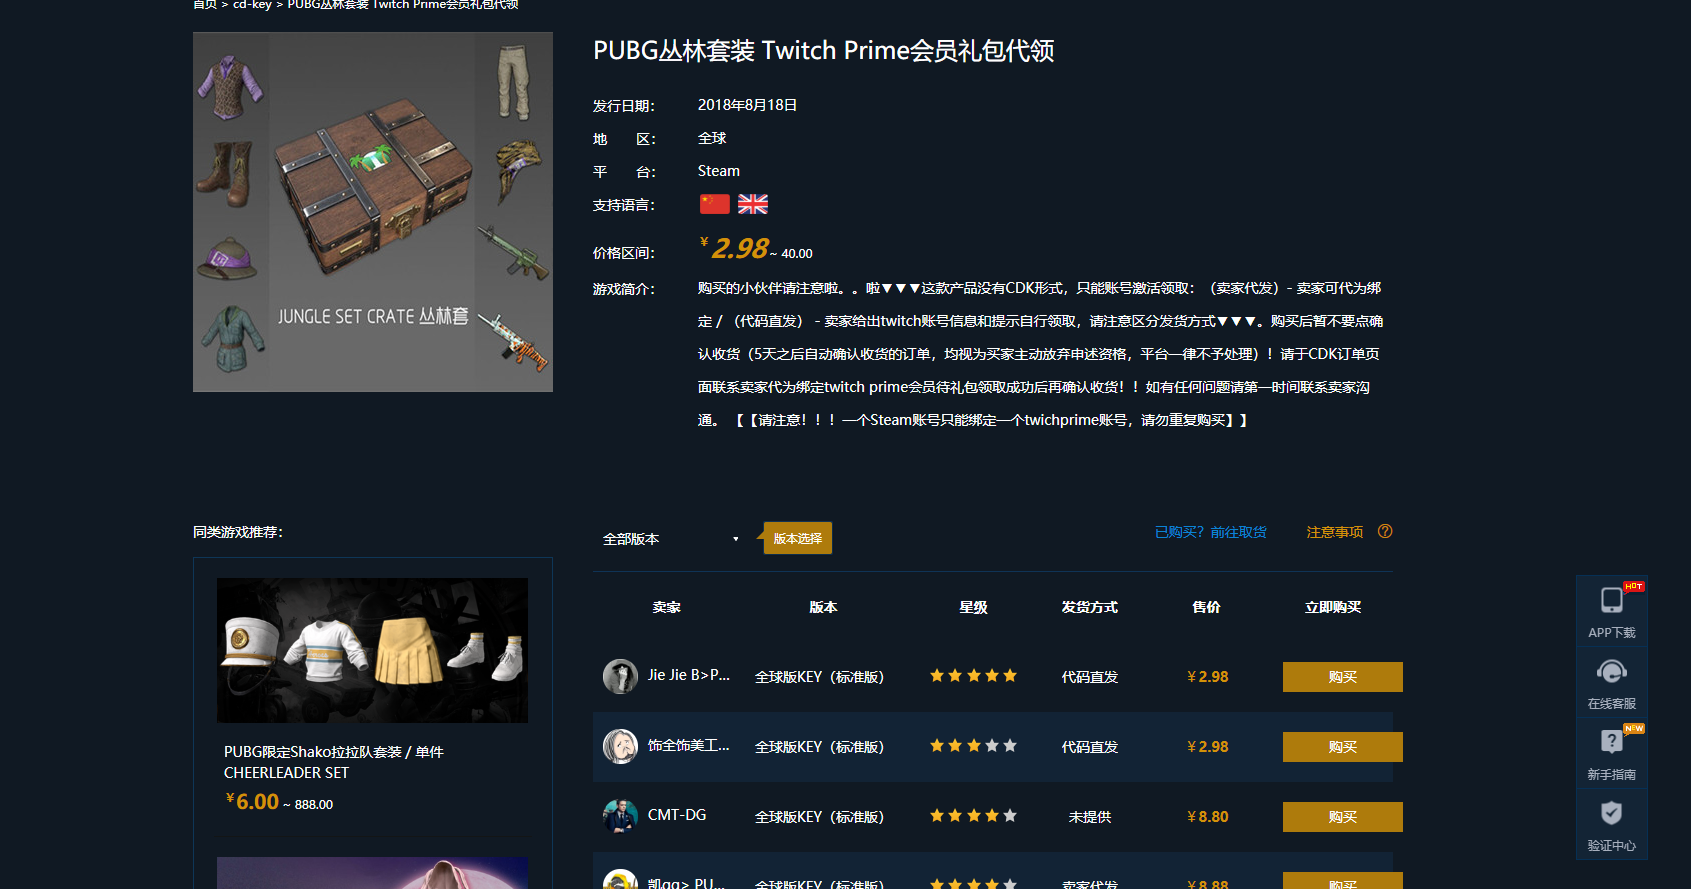 首页 > cd-key > PUBG丛林套装 Twitch Prime会员礼包代领
PUBG丛林套装 Twitch Prime会员礼包代领
发行日期： 2018年8月18日
地 区： 全球
平 台： Steam
支持语言：
价格区间： ¥ 2.98 ~ 40.00
游戏简介： 购买的小伙伴请注意啦。。啦▼▼▼这款产品没有CDK形式，只能账号激活领取：（卖家代发）- 卖家可代为绑
定 / （代码直发） - 卖家给出twitch账号信息和提示自行领取，请注意区分发货方式▼▼▼。购买后暂不要点确
认收货（5天之后自动确认收货的订单，均视为买家主动放弃申述资格，平台一律不予处理）！请于CDK订单页
面联系卖家代为绑定twitch prime会员待礼包领取成功后再确认收货！！如有任何问题请第一时间联系卖家沟
通。 【【请注意！！！一个Steam账号只能绑定一个twichprime账号，请勿重复购买】】
JUNGLE SET CRATE 丛林套
同类游戏推荐：
PUBG限定Shako拉拉队套装 / 单件
CHEERLEADER SET
¥6.00 ~ 888.00
全部版本 版本选择 已购买？前往取货 注意事项 ?
卖家 版本 星级 发货方式 售价 立即购买
Jie Jie B>P... 全球版KEY（标准版） 代码直发 ¥ 2.98 购买
饰全饰美工... 全球版KEY（标准版） 代码直发 ¥ 2.98 购买
CMT-DG 全球版KEY（标准版） 未提供 ¥ 8.80 购买
凯qq> PU... 全球版KEY（标准版） 卖家代发 ¥ 8.88 购买
HOT
APP下载
在线客服
NEW
新手指南
验证中心